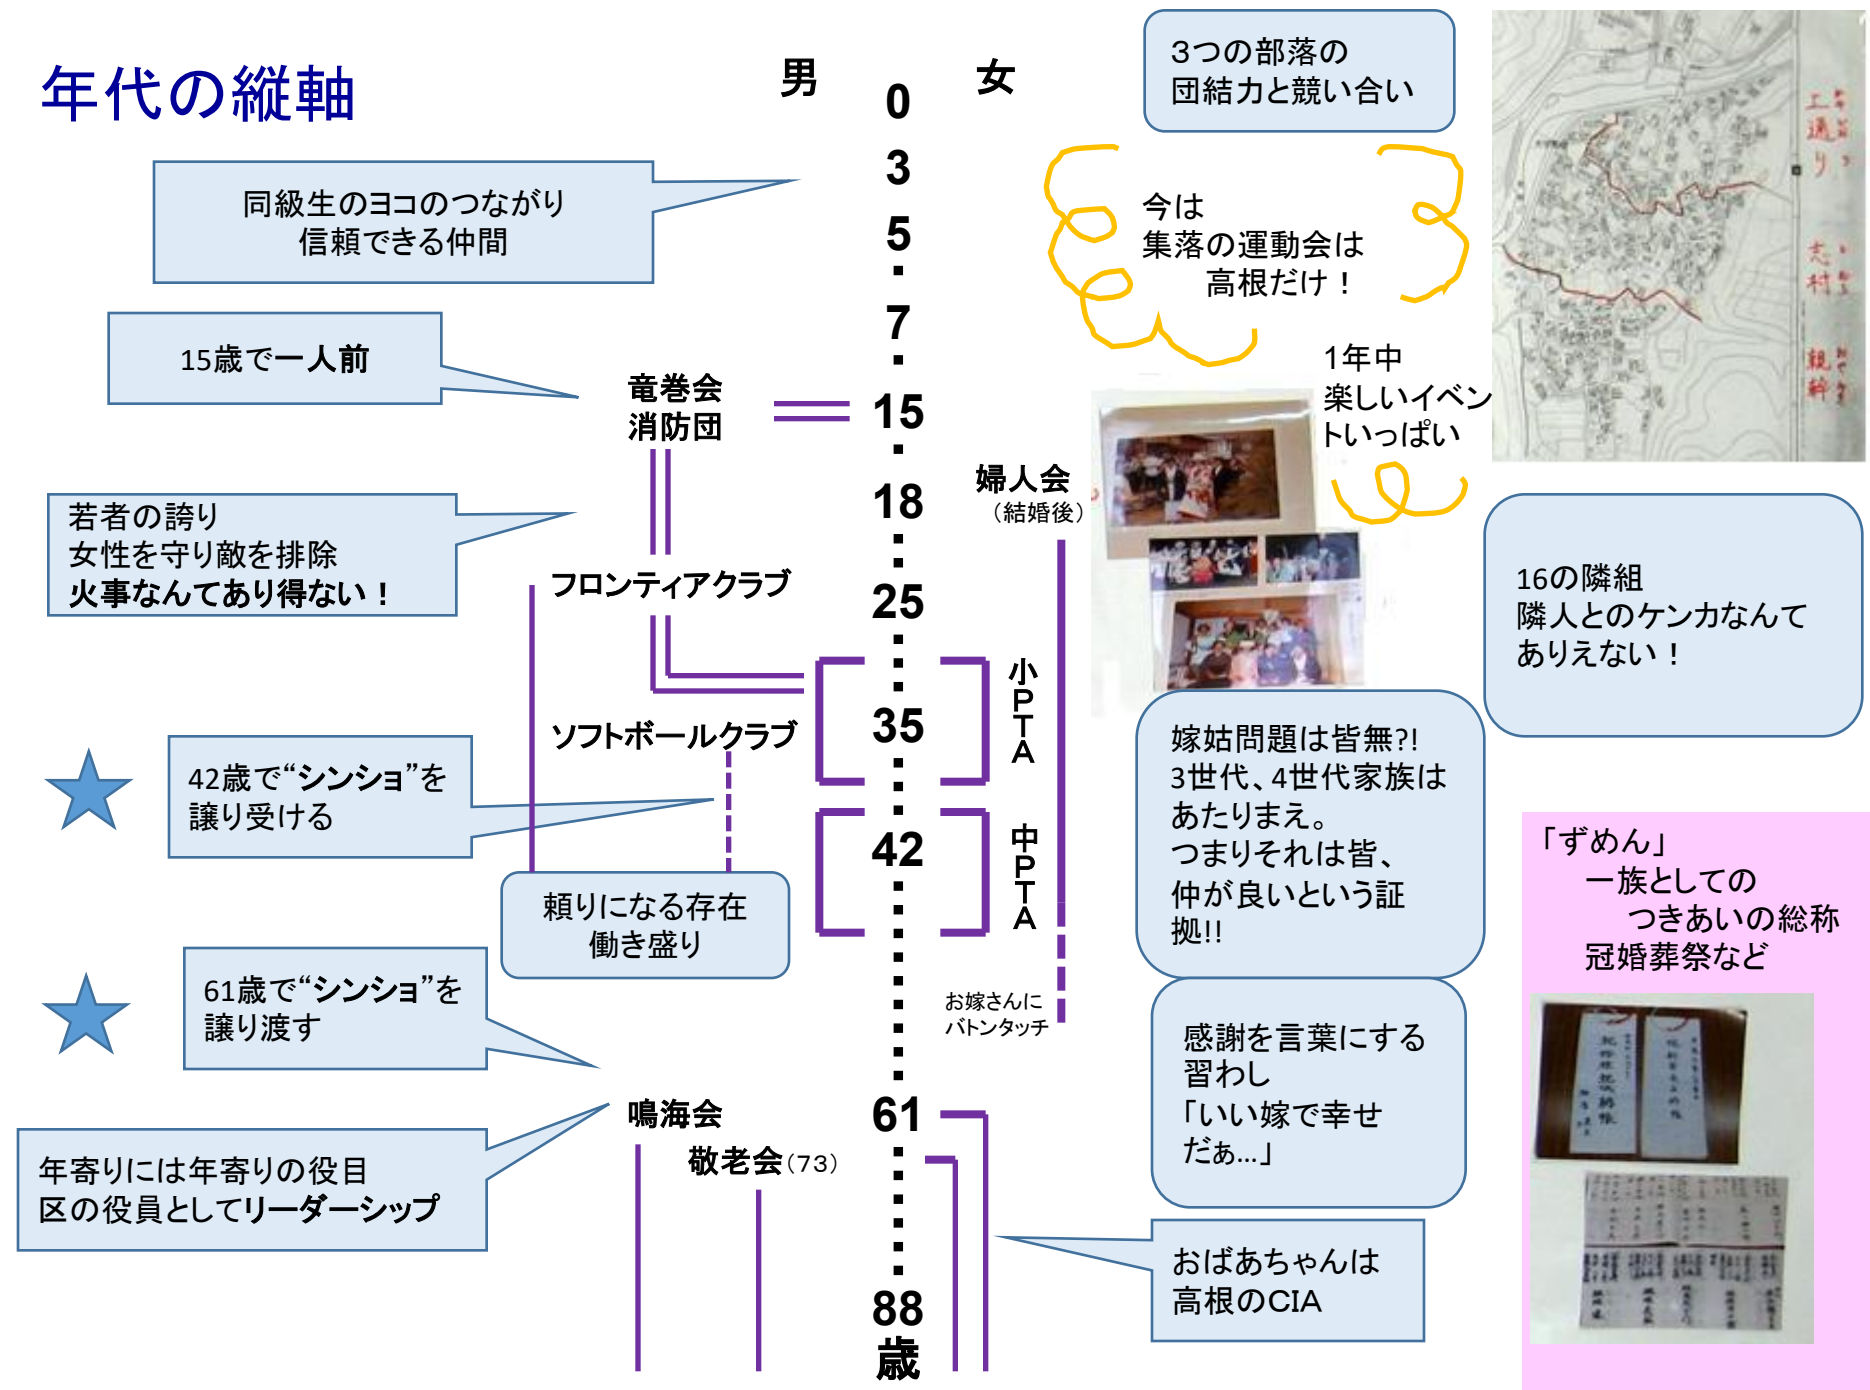 年代の縦軸
男
女
0
3
5
7
15
18
25
35
42
61
88
歳
同級生のヨコのつながり
信頼できる仲間
15歳で一人前
竜巻会
消防団
若者の誇り
女性を守り敵を排除
火事なんてあり得ない！
フロンティアクラブ
ソフトボールクラブ
42歳で“シンショ”を
譲り受ける
頼りになる存在
働き盛り
61歳で“シンショ”を
譲り渡す
鳴海会
敬老会（73）
年寄りには年寄りの役目
区の役員としてリーダーシップ
婦人会
（結婚後）
小PTA
中PTA
お嫁さんに
バトンタッチ
3つの部落の
団結力と競い合い
今は
集落の運動会は
高根だけ！
1年中
楽しいイベン
トいっぱい
上通り
志村
親幹
16の隣組
隣人とのケンカなんて
ありえない！
嫁姑問題は皆無?!
3世代、4世代家族は
あたりまえ。
つまりそれは皆、
仲が良いという証
拠!!
感謝を言葉にする
習わし
「いい嫁で幸せ
だぁ…」
おばあちゃんは
高根のCIA
「ずめん」
一族としての
つきあいの総称
冠婚葬祭など